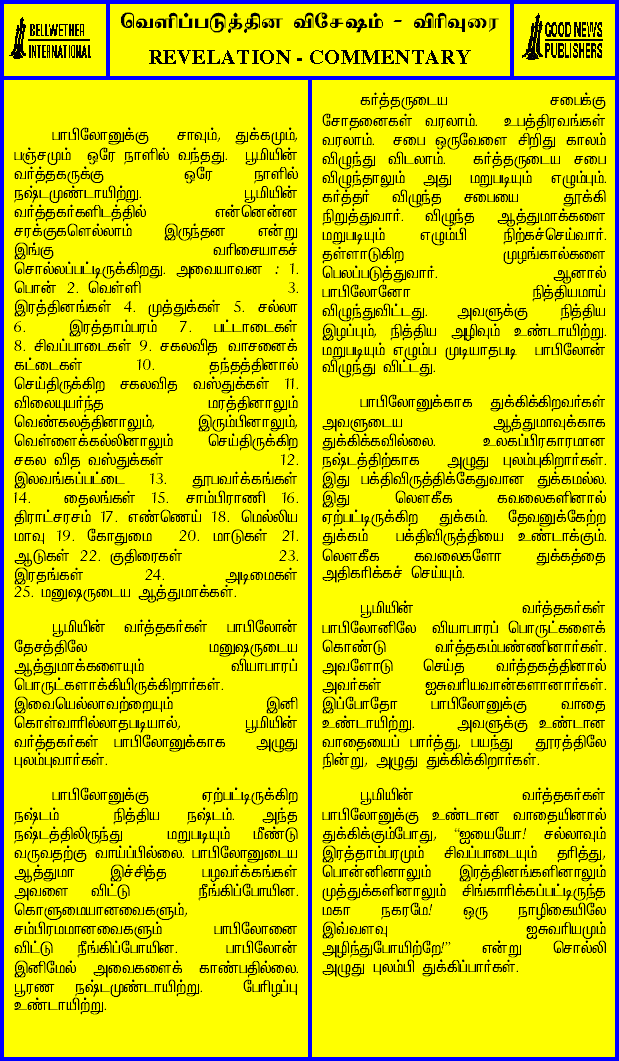 BELLWETHER
INTERNATIONAL
வெளிப்படுத்தின விசேஷம் - விரிவுரை
REVELATION - COMMENTARY
GOOD NEWS
PUBLISHERS
பாபிலோனுக்கு சாவும், துக்கமும்,
பஞ்சமும் ஒரே நாளில் வந்தது. பூமியின்
வர்த்தகருக்கு ஒரே நாளில்
நஷ்டமுண்டாயிற்று. பூமியின்
வர்த்தகர்களிடத்தில் என்னென்ன
சரக்குகளெல்லாம் இருந்தன என்று
இங்கு வரிசையாகச்
சொல்லப்பட்டிருக்கிறது. அவையாவன : 1.
பொன் 2. வெள்ளி 3.
இரத்தினங்கள் 4. முத்துக்கள் 5. சல்லா
6. இரத்தாம்பரம் 7. பட்டாடைகள்
8. சிவப்பாடைகள் 9. சகலவித வாசனைக்
கட்டைகள் 10. தந்தத்தினால்
செய்திருக்கிற சகலவித வஸ்துக்கள் 11.
விலையுயர்ந்த மரத்தினாலும்
வெண்கலத்தினாலும், இரும்பினாலும்,
வெள்ளைக்கல்லினாலும் செய்திருக்கிற
சகல வித வஸ்துக்கள் 12.
இலவங்கப்பட்டை 13. தூபவர்க்கங்கள்
14. தைலங்கள் 15. சாம்பிராணி 16.
திராட்சரசம் 17. எண்ணெய் 18. மெல்லிய
மாவு 19. கோதுமை 20. மாடுகள் 21.
ஆடுகள் 22. குதிரைகள் 23.
இரதங்கள் 24. அடிமைகள்
25. மனுஷருடைய ஆத்துமாக்கள்.
பூமியின் வர்த்தகர்கள் பாபிலோன்
தேசத்திலே மனுஷருடைய
ஆத்துமாக்களையும் வியாபாரப்
பொருட்களாக்கியிருக்கிறார்கள்.
இவையெல்லாவற்றையும் இனி
கொள்வாரில்லாதபடியால், பூமியின்
வர்த்தகர்கள் பாபிலோனுக்காக அழுது
புலம்புவார்கள்.
பாபிலோனுக்கு ஏற்பட்டிருக்கிற
நஷ்டம் நித்திய நஷ்டம். அந்த
நஷ்டத்திலிருந்து மறுபடியும் மீண்டு
வருவதற்கு வாய்ப்பில்லை. பாபிலோனுடைய
ஆத்துமா இச்சித்த பழவர்க்கங்கள்
அவளை விட்டு நீங்கிப்போயின.
கொளுமையானவைகளும்,
சம்பிரமமானவைகளும் பாபிலோனை
விட்டு நீங்கிப்போயின. பாபிலோன்
இனிமேல் அவைகளைக் காண்பதில்லை.
பூரண நஷ்டமுண்டாயிற்று. பேரிழப்பு
உண்டாயிற்று.
கர்த்தருடைய சபைக்கு
சோதனைகள் வரலாம். உபத்திரவங்கள்
வரலாம். சபை ஒருவேளை சிறிது காலம்
விழுந்து விடலாம். கர்த்தருடைய சபை
விழுந்தாலும் அது மறுபடியும் எழும்பும்.
கர்த்தர் விழுந்த சபையை தூக்கி
நிறுத்துவார். விழுந்த ஆத்துமாக்களை
மறுபடியும் எழும்பி நிற்கச்செய்வார்.
தள்ளாடுகிற முழங்கால்களை
பெலப்படுத்துவார். ஆனால்
பாபிலோனோ நித்தியமாய்
விழுந்துவிட்டது. அவளுக்கு நித்திய
இழப்பும், நித்திய அழிவும் உண்டாயிற்று.
மறுபடியும் எழும்ப முடியாதபடி பாபிலோன்
விழுந்து விட்டது.
பாபிலோனுக்காக துக்கிக்கிறவர்கள்
அவளுடைய ஆத்துமாவுக்காக
துக்கிக்கவில்லை. உலகப்பிரகாரமான
நஷ்டத்திற்காக அழுது புலம்புகிறார்கள்.
இது பக்திவிருத்திக்கேதுவான துக்கமல்ல.
இது லௌகீக கவலைகளினால்
ஏற்பட்டிருக்கிற துக்கம். தேவனுக்கேற்ற
துக்கம் பக்திவிருத்தியை உண்டாக்கும்.
லௌகீக கவலைகளோ துக்கத்தை
அதிகரிக்கச் செய்யும்.
பூமியின் வர்த்தகர்கள்
பாபிலோனிலே வியாபாரப் பொருட்களைக்
கொண்டு வர்த்தகம்பண்ணினார்கள்.
அவளோடு செய்த வர்த்தகத்தினால்
அவர்கள் ஐசுவரியவான்களானார்கள்.
இப்போதோ பாபிலோனுக்கு வாதை
உண்டாயிற்று. அவளுக்கு உண்டான
வாதையைப் பார்த்து, பயந்து தூரத்திலே
நின்று, அழுது துக்கிக்கிறார்கள்.
பூமியின் வர்த்தகர்கள்
பாபிலோனுக்கு உண்டான வாதையினால்
துக்கிக்கும்போது, "ஐயையோ! சல்லாவும்
இரத்தாம்பரமும் சிவப்பாடையும் தரித்து,
பொன்னினாலும் இரத்தினங்களினாலும்
முத்துக்களினாலும் சிங்காரிக்கப்பட்டிருந்த
மகா நகரமே! ஒரு நாழிகையிலே
இவ்வளவு ஐசுவரியமும்
அழிந்துபோயிற்றே!" என்று சொல்லி
அழுது புலம்பி துக்கிப்பார்கள்.